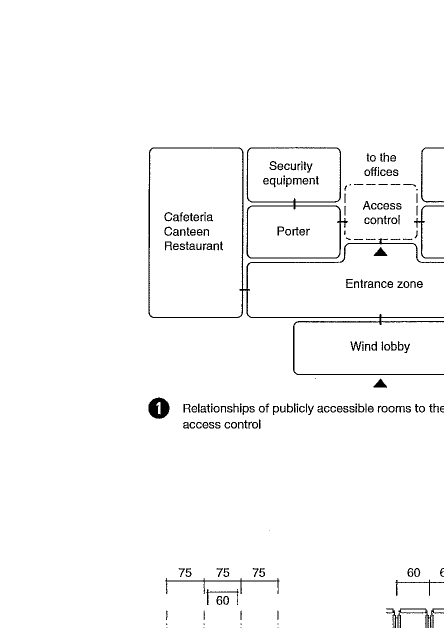 to the
offices
Security
equipment
Access
control
Cafeteria
Canteen
Restaurant
Porter
Entrance zone
Wind lobby
1 Relationships of publicly accessible rooms to the
access control
75 75 75
60
60